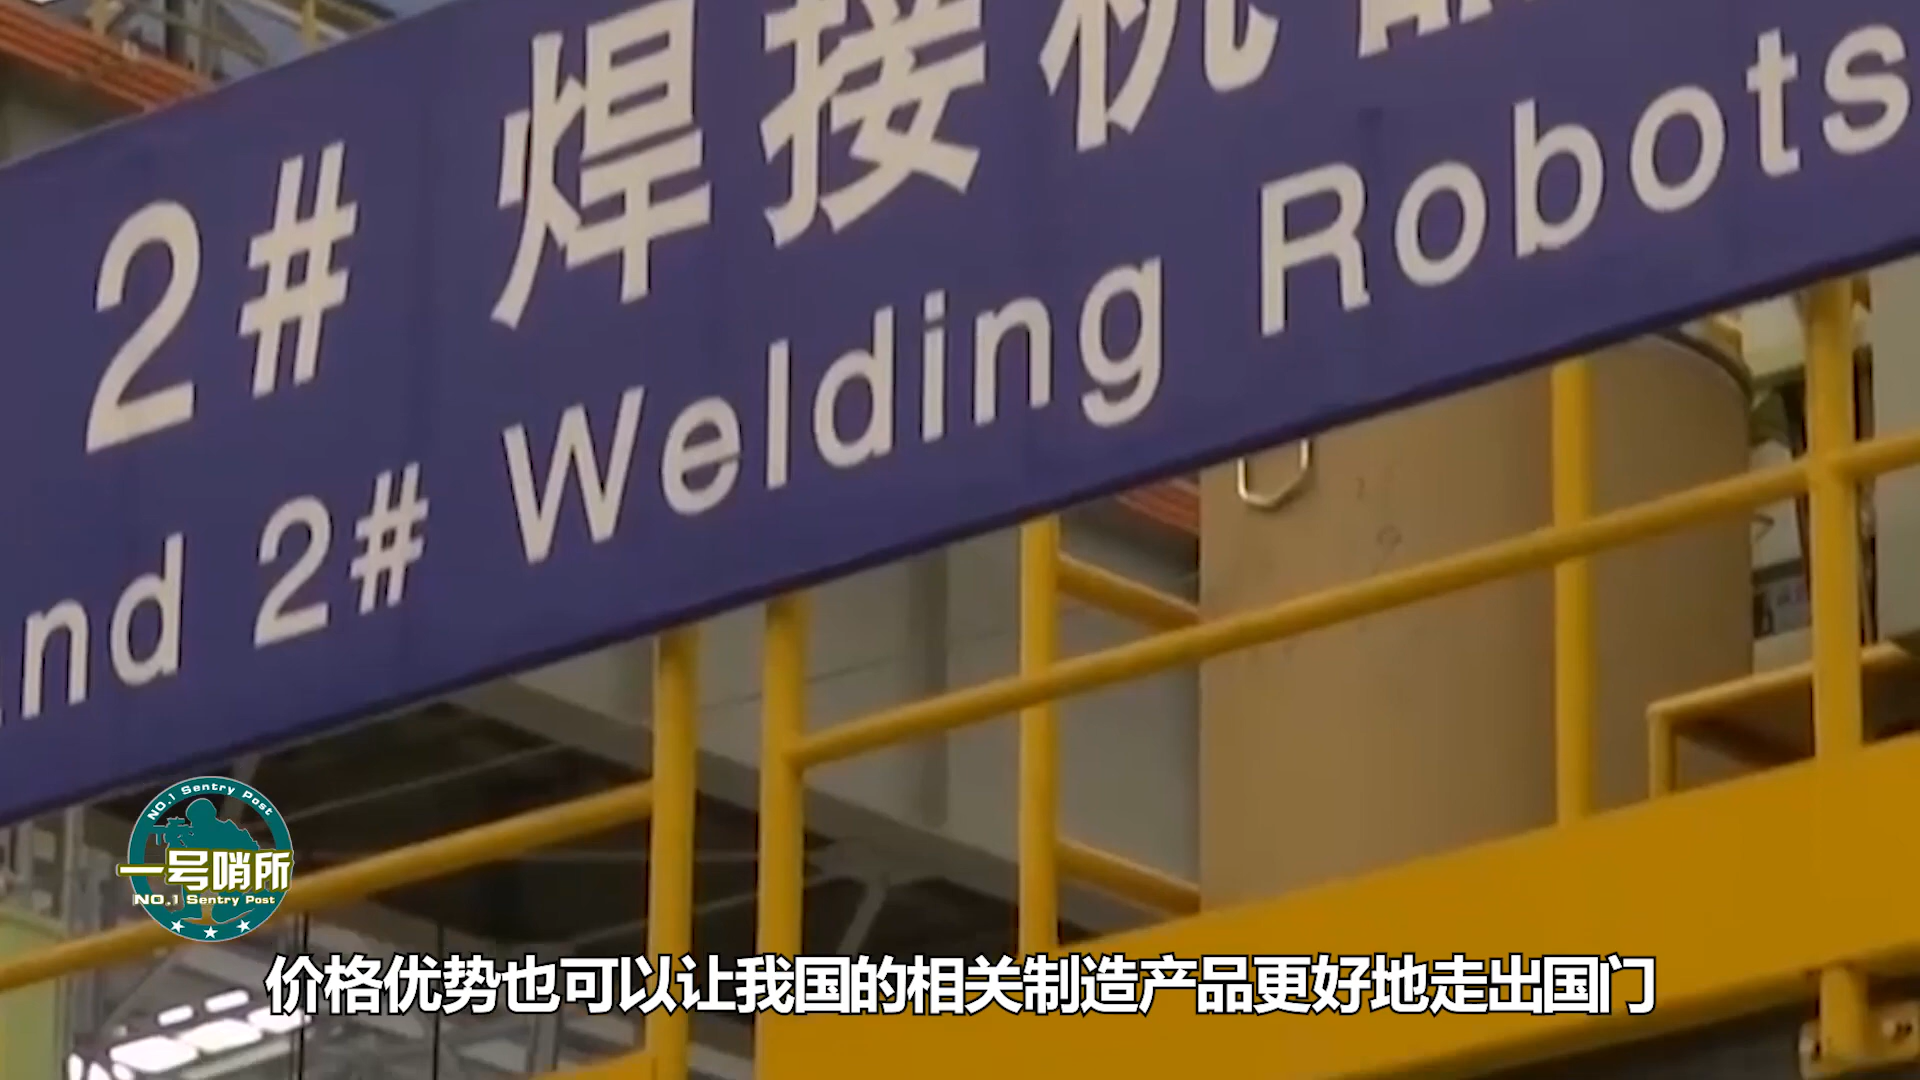 2# 焊接机
nd 2# Welding Robots
NO.1 Sentry Post
一号哨所
NO.1 Sentry Post
价格优势也可以让我国的相关制造产品更好地走出国门